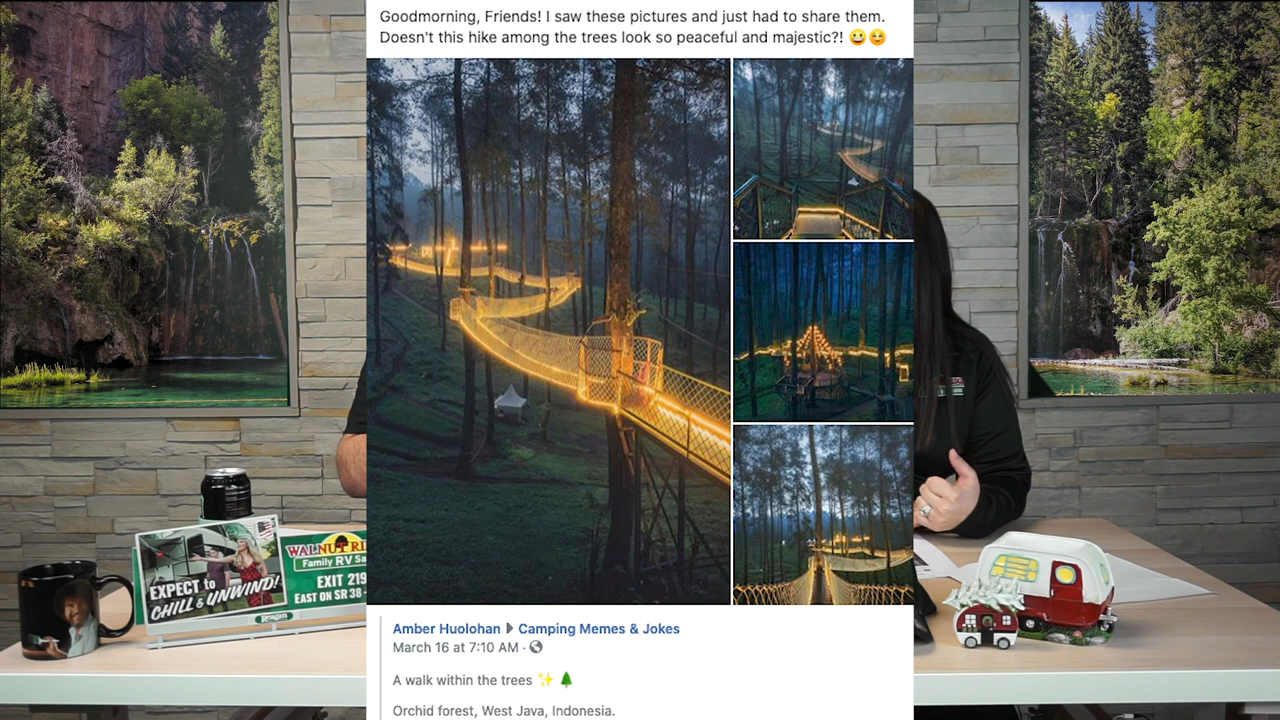 Goodmorning, Friends! I saw these pictures and just had to share them.
Doesn't this hike among the trees look so peaceful and majestic?! 😀😊
EXPECT to
CHILL & UNWIND!
WALNUT RI
Family RV Sa
EXIT 219
EAST ON SR 38
Reagan
Amber Huolohan ▶ Camping Memes & Jokes
March 16 at 7:10 AM ·
A walk within the trees ✨ 🌲
Orchid forest, West Java, Indonesia.